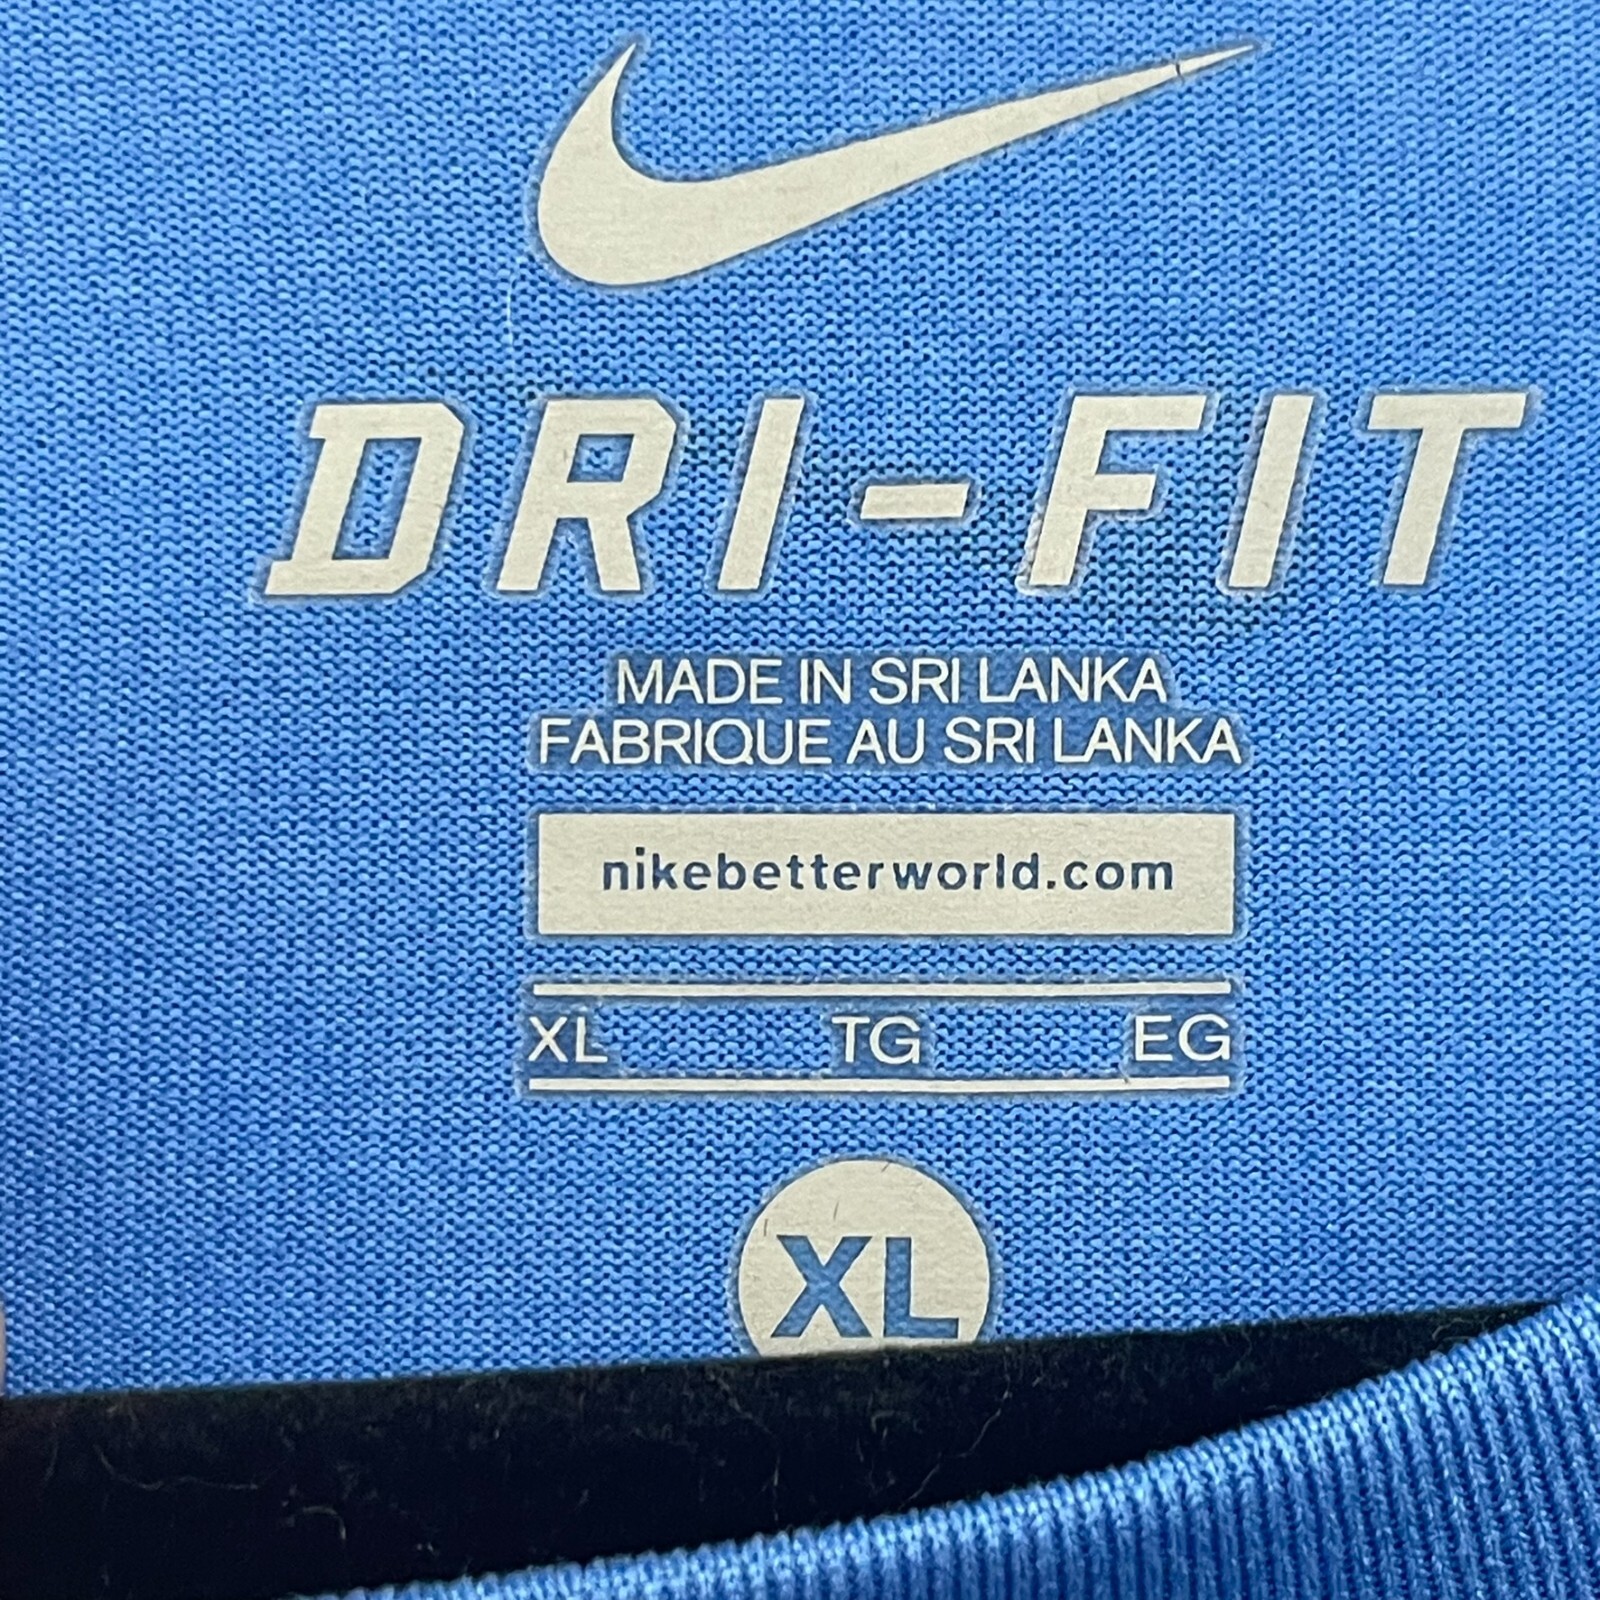 DRI-FIT
MADE IN SRI LANKA
FABRIQUE AU SRI LANKA
nikebetterworld.com
XL TG EG
XL